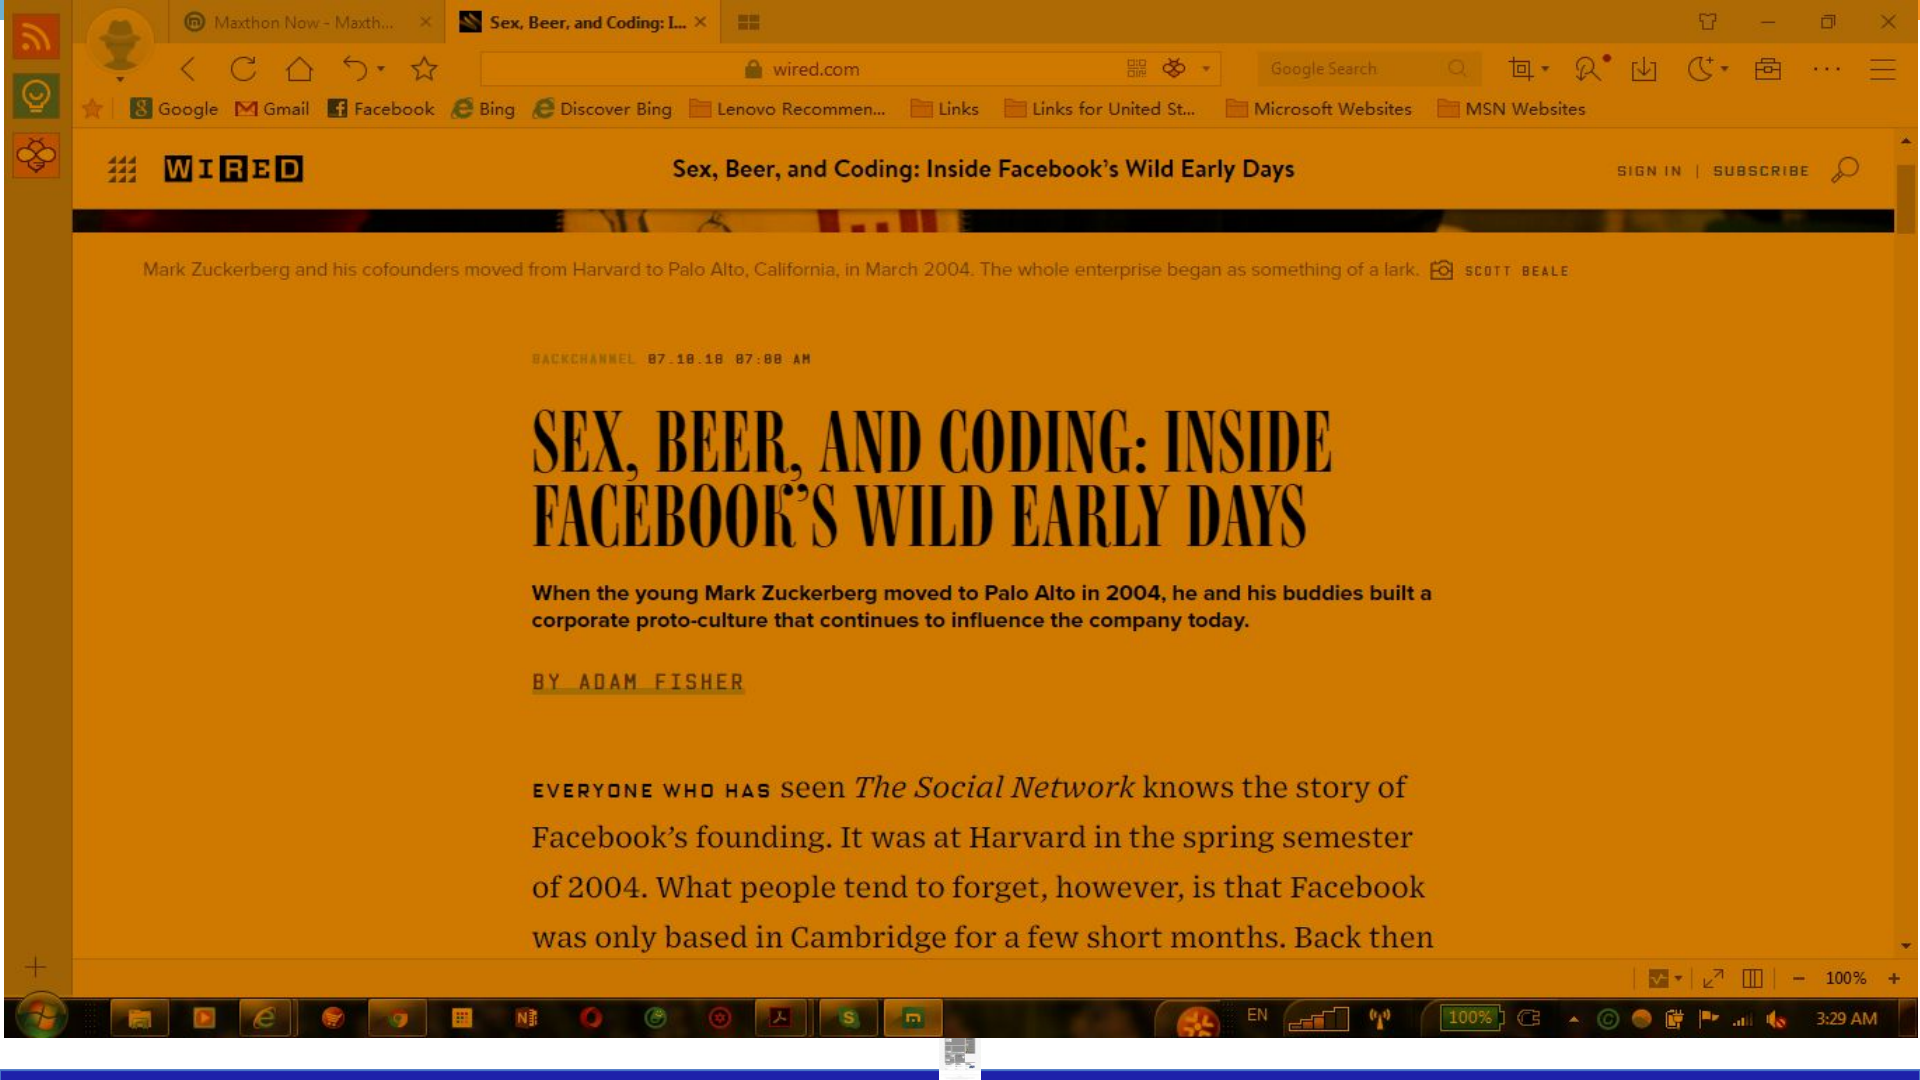 Maxthon Now - Maxth...
Sex, Beer, and Coding: I...
wired.com
Google Search
Google
Gmail
Facebook
Bing
Discover Bing
Lenovo Recommen...
Links
Links for United St...
Microsoft Websites
MSN Websites
WIRED
Sex, Beer, and Coding: Inside Facebook’s Wild Early Days
SIGN IN | SUBSCRIBE
Mark Zuckerberg and his cofounders moved from Harvard to Palo Alto, California, in March 2004. The whole enterprise began as something of a lark. SCOTT BEALE
BACKCHANNEL 07.10.18 07:00 AM
SEX, BEER, AND CODING: INSIDE
FACEBOOK’S WILD EARLY DAYS
When the young Mark Zuckerberg moved to Palo Alto in 2004, he and his buddies built a
corporate proto-culture that continues to influence the company today.
BY ADAM FISHER
EVERYONE WHO HAS seen The Social Network knows the story of
Facebook’s founding. It was at Harvard in the spring semester
of 2004. What people tend to forget, however, is that Facebook
was only based in Cambridge for a few short months. Back then
100%
EN
100%
3:29 AM